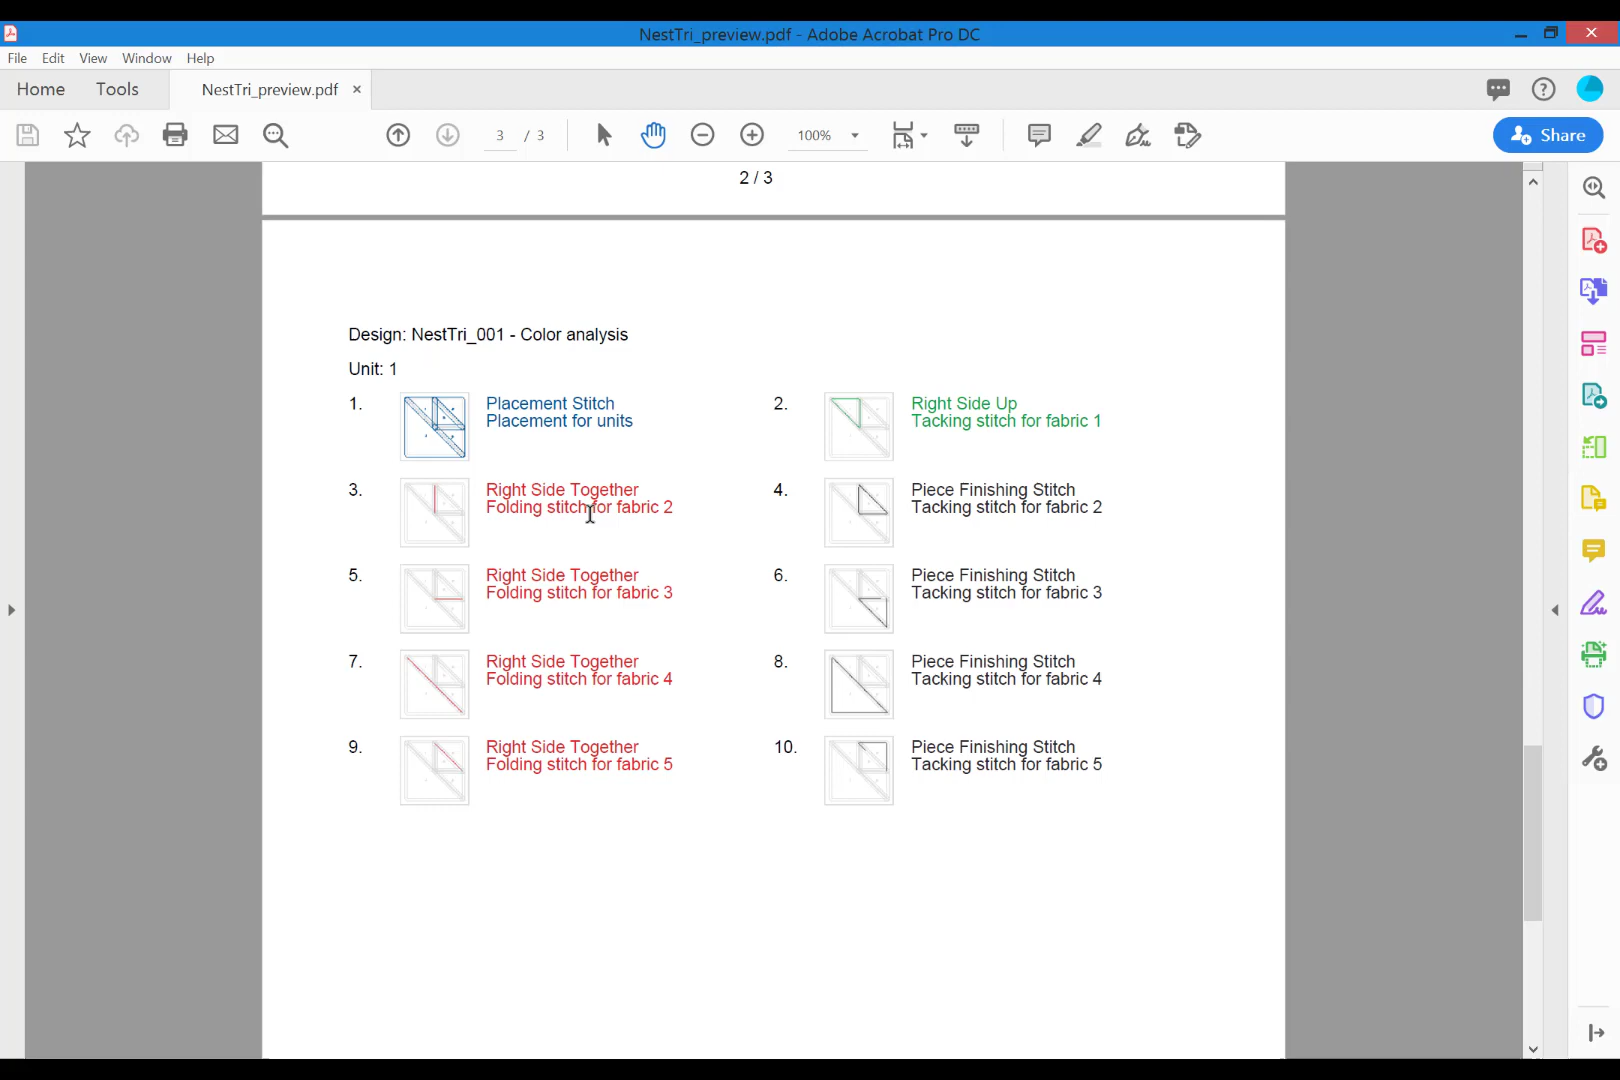 NestTri_preview.pdf - Adobe Acrobat Pro DC
File Edit View Window Help
Home Tools NestTri_preview.pdf ×
3 / 3 100% Share
2 / 3
Design: NestTri_001 - Color analysis
Unit: 1
1. Placement Stitch
Placement for units
2. Right Side Up
Tacking stitch for fabric 1
3. Right Side Together
Folding stitch for fabric 2
4. Piece Finishing Stitch
Tacking stitch for fabric 2
5. Right Side Together
Folding stitch for fabric 3
6. Piece Finishing Stitch
Tacking stitch for fabric 3
7. Right Side Together
Folding stitch for fabric 4
8. Piece Finishing Stitch
Tacking stitch for fabric 4
9. Right Side Together
Folding stitch for fabric 5
10. Piece Finishing Stitch
Tacking stitch for fabric 5